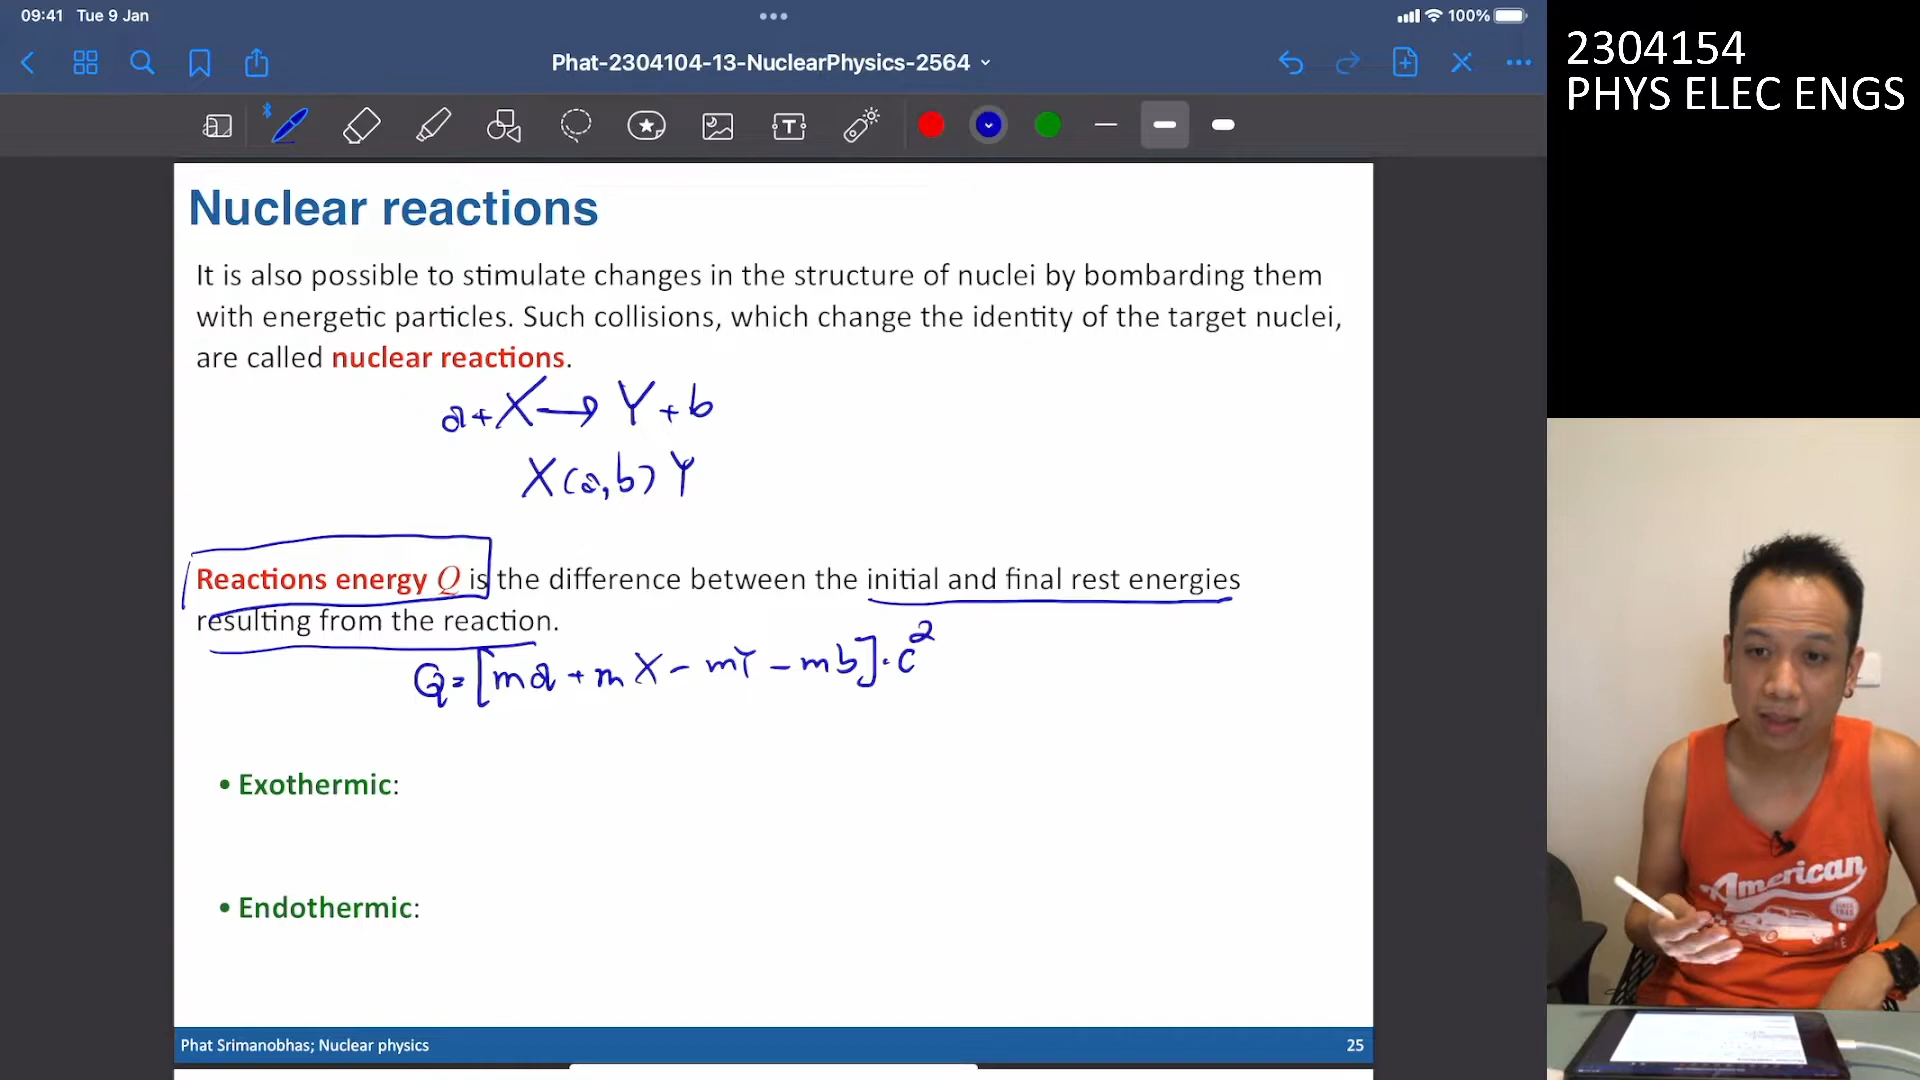 09:41 Tue 9 Jan
100%
Phat-2304104-13-NuclearPhysics-2564
2304154
PHYS ELEC ENGS
Nuclear reactions
It is also possible to stimulate changes in the structure of nuclei by bombarding them
with energetic particles. Such collisions, which change the identity of the target nuclei,
are called nuclear reactions.
a+X→Y+b
X(a,b)Y
Reactions energy Q is the difference between the initial and final rest energies
resulting from the reaction.
Q=[ma+mX-mY-mb]·c²
• Exothermic:
• Endothermic:
Phat Srimanobhas; Nuclear physics
25
American